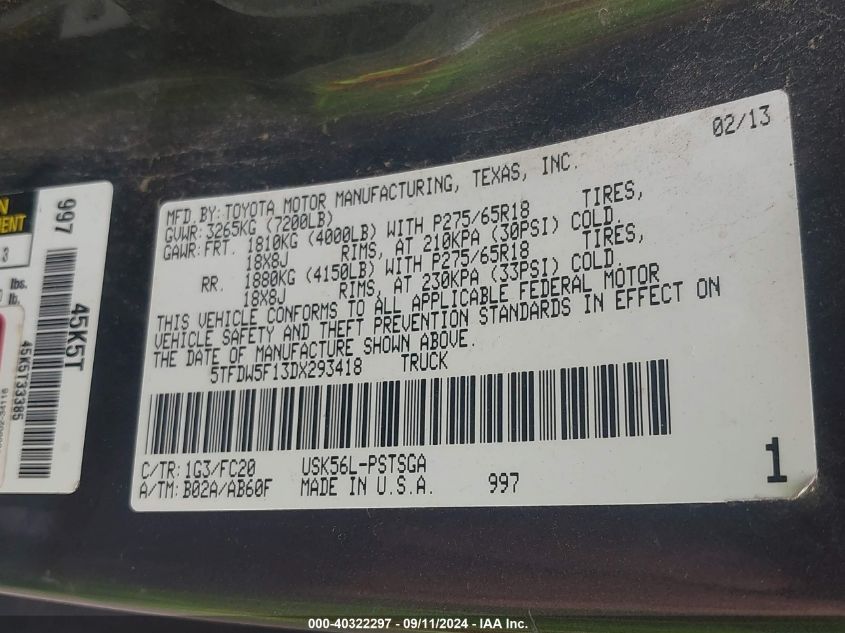 02/13
MFD. BY: TOYOTA MOTOR MANUFACTURING, TEXAS, INC.
GVWR: 3265KG (7200LB)
GAWR: FRT. 1810KG (4000LB) WITH P275/65R18 TIRES,
18X8J RIMS, AT 210KPA (30PSI) COLD.
RR. 1880KG (4150LB) WITH P275/65R18 TIRES,
18X8J RIMS, AT 230KPA (33PSI) COLD.
THIS VEHICLE CONFORMS TO ALL APPLICABLE FEDERAL MOTOR
VEHICLE SAFETY AND THEFT PREVENTION STANDARDS IN EFFECT ON
THE DATE OF MANUFACTURE SHOWN ABOVE.
5TFDW5F13DX293418 TRUCK
C/TR: 1G3/FC20 USK56L-PSTSGA
A/TM: B02A/AB60F MADE IN U.S.A. 997
1
997
45K5T
45K5T33385
lbs.
lb.
000-40322297 - 09/11/2024 - IAA Inc.